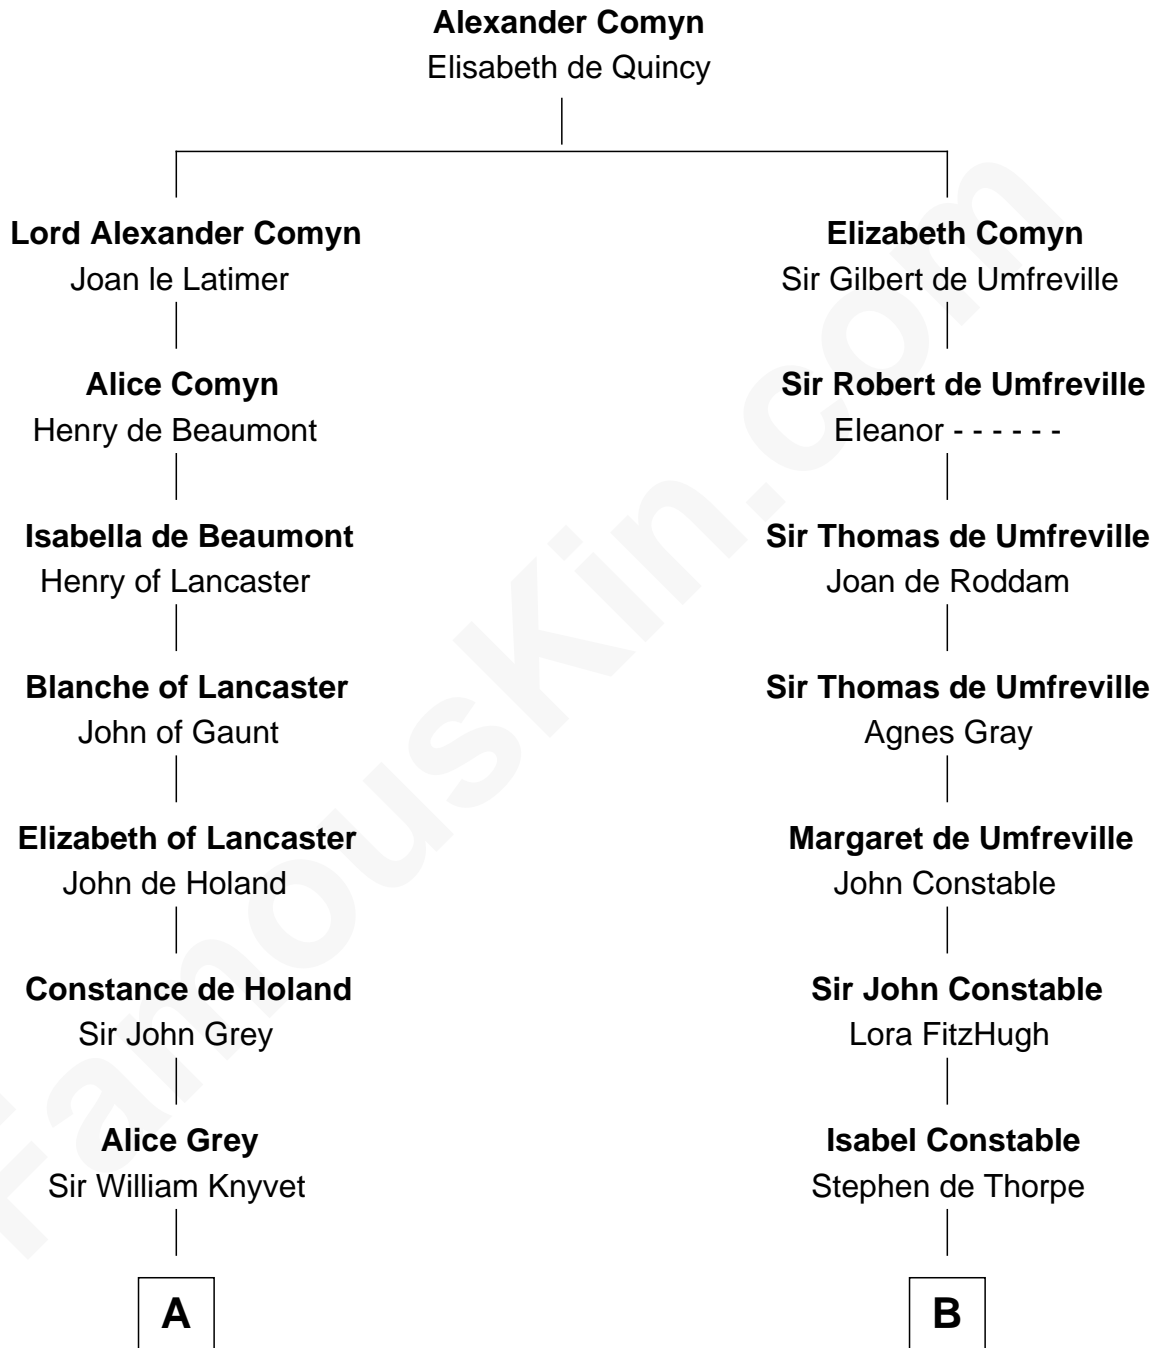 Alexander Comyn
Elisabeth de Quincy
Lord Alexander Comyn
Joan le Latimer
Elizabeth Comyn
Sir Gilbert de Umfreville
Alice Comyn
Henry de Beaumont
Sir Robert de Umfreville
Eleanor - - - - - -
Isabella de Beaumont
Henry of Lancaster
Sir Thomas de Umfreville
Joan de Roddam
Blanche of Lancaster
John of Gaunt
Sir Thomas de Umfreville
Agnes Gray
Elizabeth of Lancaster
John de Holand
Margaret de Umfreville
John Constable
Constance de Holand
Sir John Grey
Sir John Constable
Lora FitzHugh
Alice Grey
Sir William Knyvet
Isabel Constable
Stephen de Thorpe
A
B
FamousKin.com